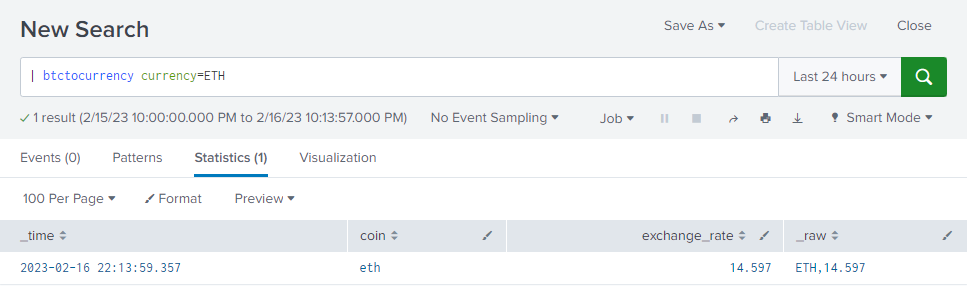 New Search
Save As ▾ Create Table View Close
| btctocurrency currency=ETH Last 24 hours ▾
✓ 1 result (2/15/23 10:00:00.000 PM to 2/16/23 10:13:57.000 PM) No Event Sampling ▾ Job ▾ Smart Mode ▾
Events (0) Patterns Statistics (1) Visualization
100 Per Page ▾ Format Preview ▾
_time coin exchange_rate _raw
2023-02-16 22:13:59.357 eth 14.597 ETH,14.597